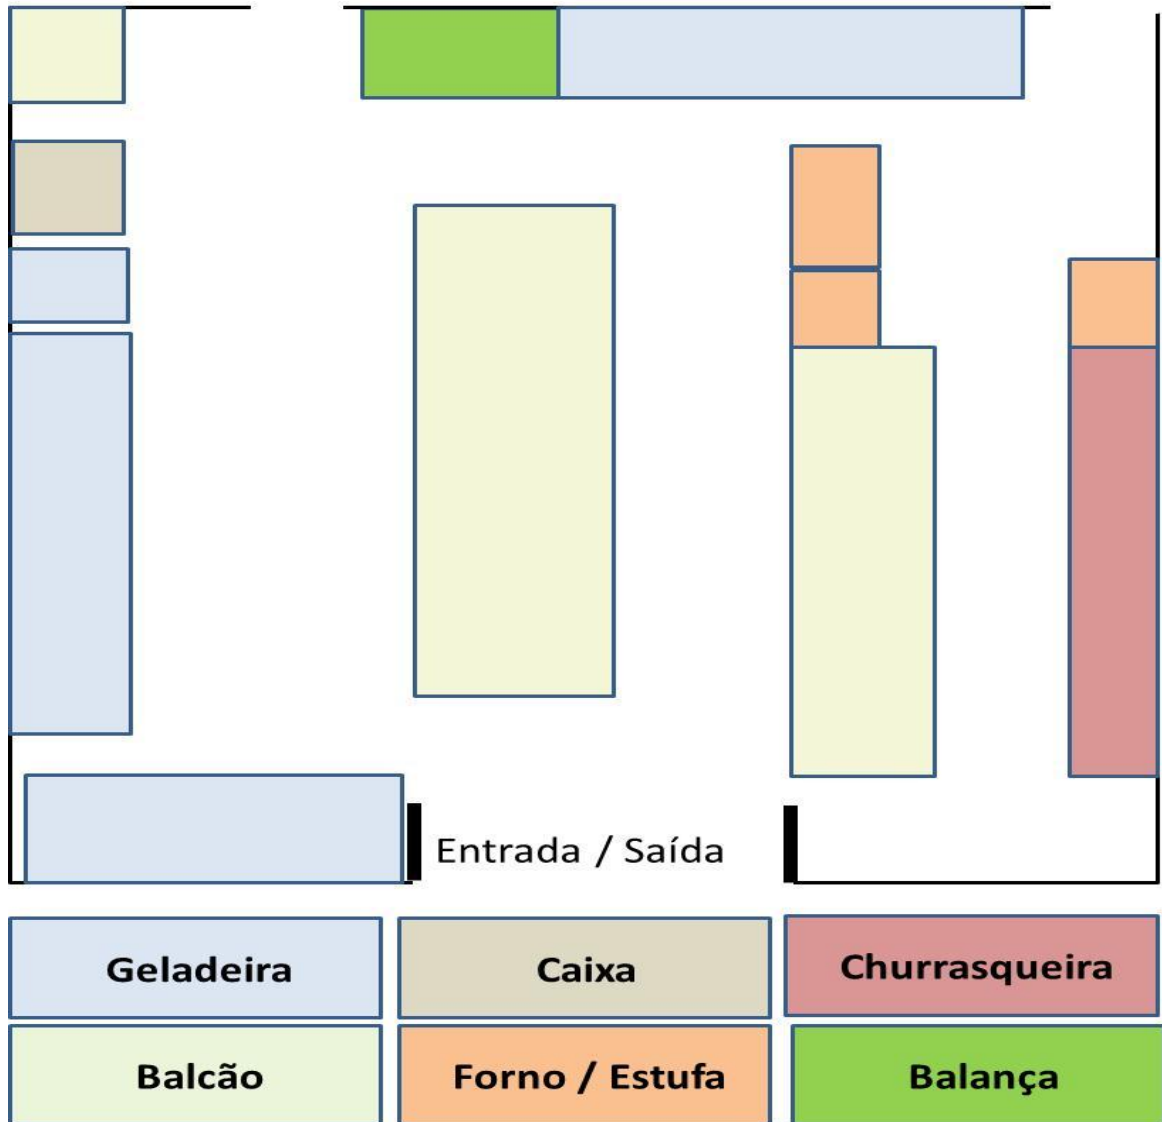 Entrada / Saída
Geladeira
Caixa
Churrasqueira
Balcão
Forno / Estufa
Balança